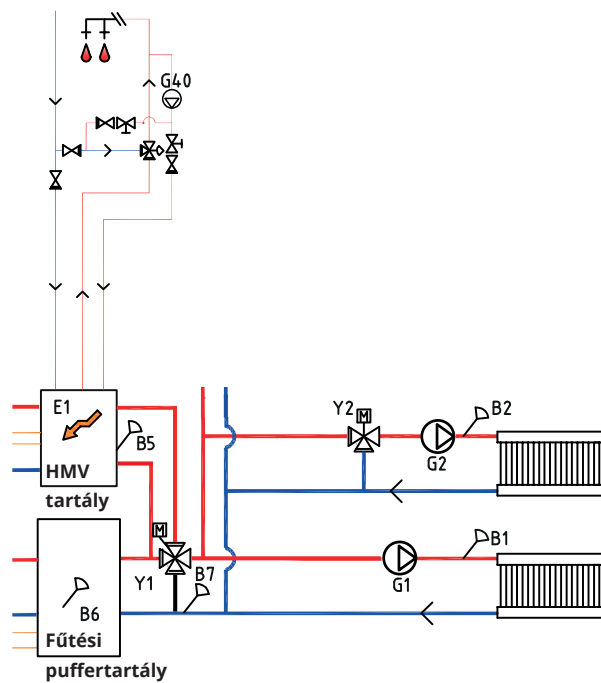 G40
E1
B5
HMV
tartály
Y2
M
B2
G2
M
Y1
B7
B1
G1
B6
Fűtési
puffertartály